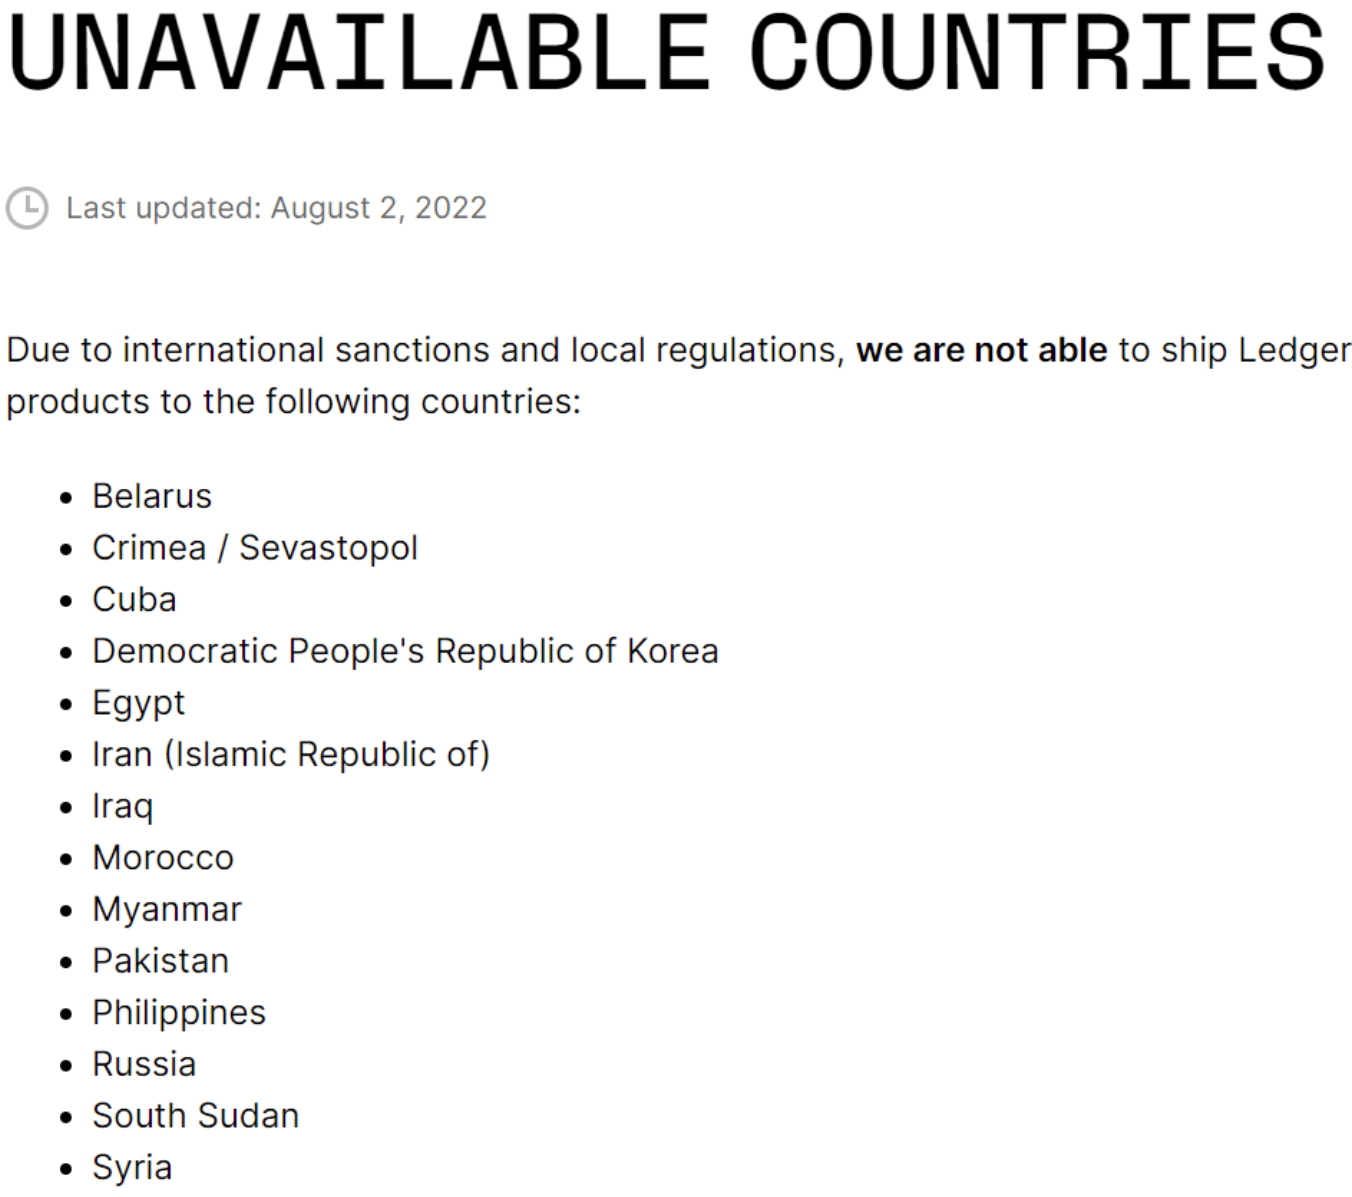 UNAVAILABLE COUNTRIES
Last updated: August 2, 2022
Due to international sanctions and local regulations, we are not able to ship Ledger
products to the following countries:
• Belarus
• Crimea / Sevastopol
• Cuba
• Democratic People's Republic of Korea
• Egypt
• Iran (Islamic Republic of)
• Iraq
• Morocco
• Myanmar
• Pakistan
• Philippines
• Russia
• South Sudan
• Syria